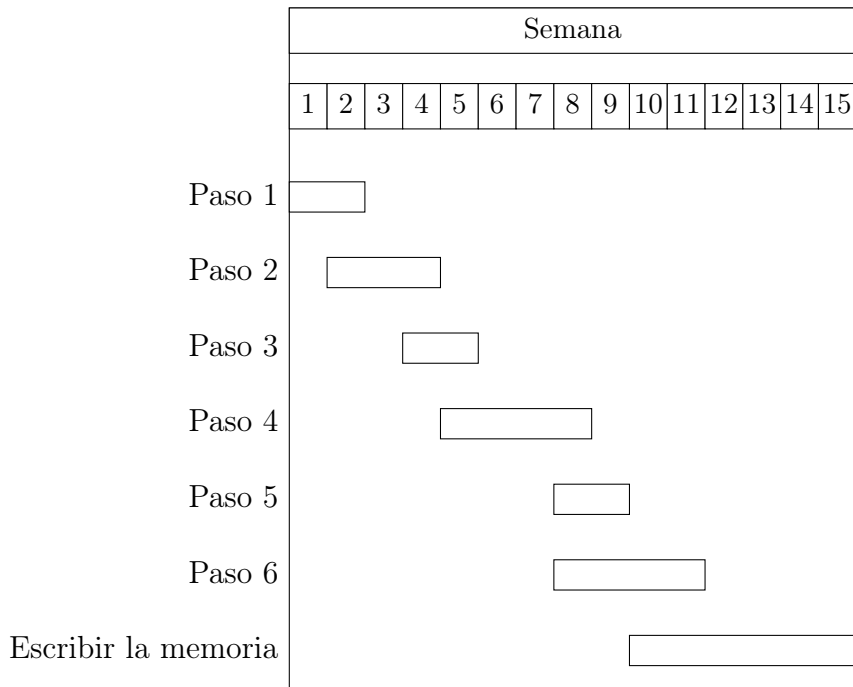 Semana
1 2 3 4 5 6 7 8 9 10 11 12 13 14 15
Paso 1
Paso 2
Paso 3
Paso 4
Paso 5
Paso 6
Escribir la memoria